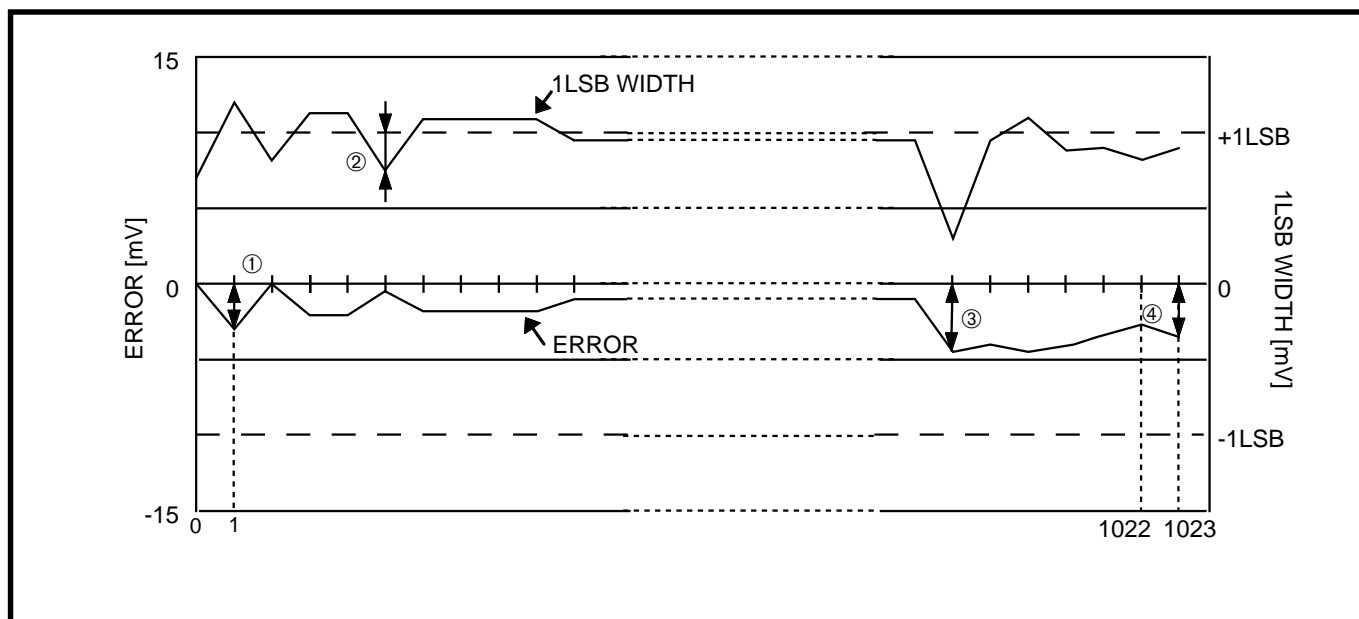 15
1LSB WIDTH
②
+1LSB
ERROR [mV]
1LSB WIDTH [mV]
①
0
0
③
④
ERROR
-1LSB
-15
0
1
1022
1023